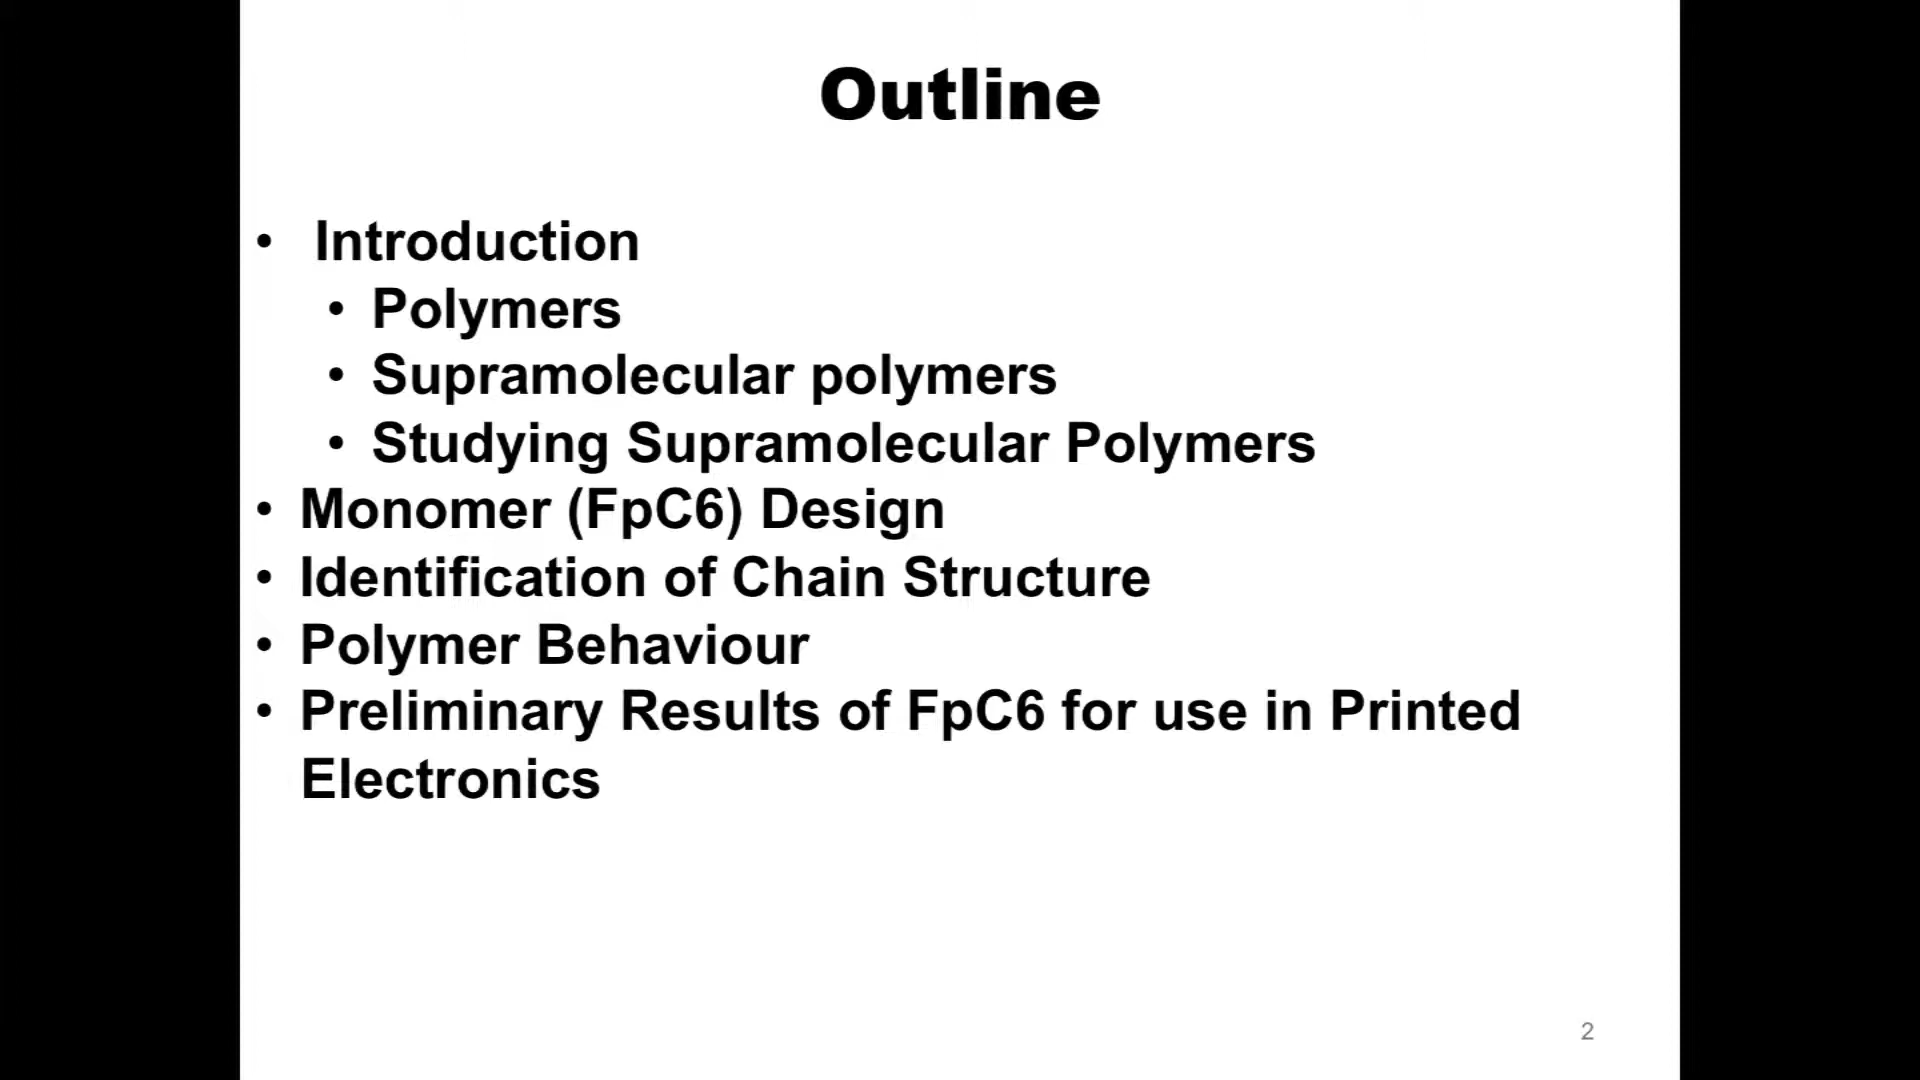 Outline
• Introduction
• Polymers
• Supramolecular polymers
• Studying Supramolecular Polymers
• Monomer (FpC6) Design
• Identification of Chain Structure
• Polymer Behaviour
• Preliminary Results of FpC6 for use in Printed
Electronics
2